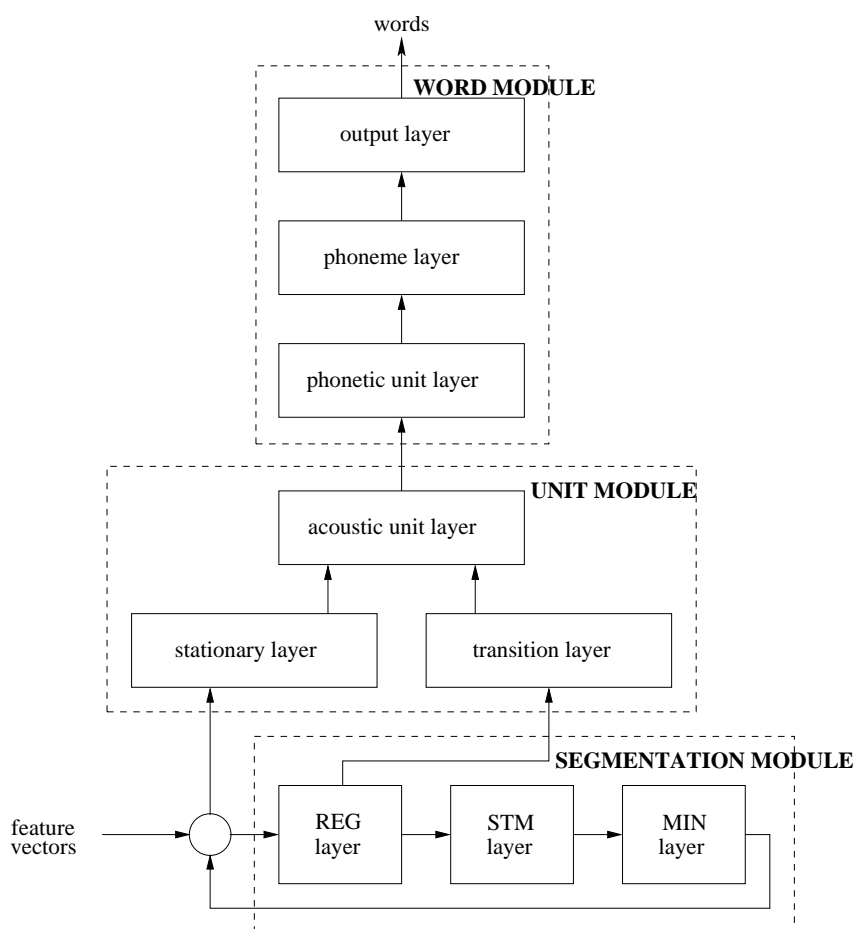 words
WORD MODULE
output layer
phoneme layer
phonetic unit layer
UNIT MODULE
acoustic unit layer
stationary layer
transition layer
SEGMENTATION MODULE
feature
vectors
REG
layer
STM
layer
MIN
layer